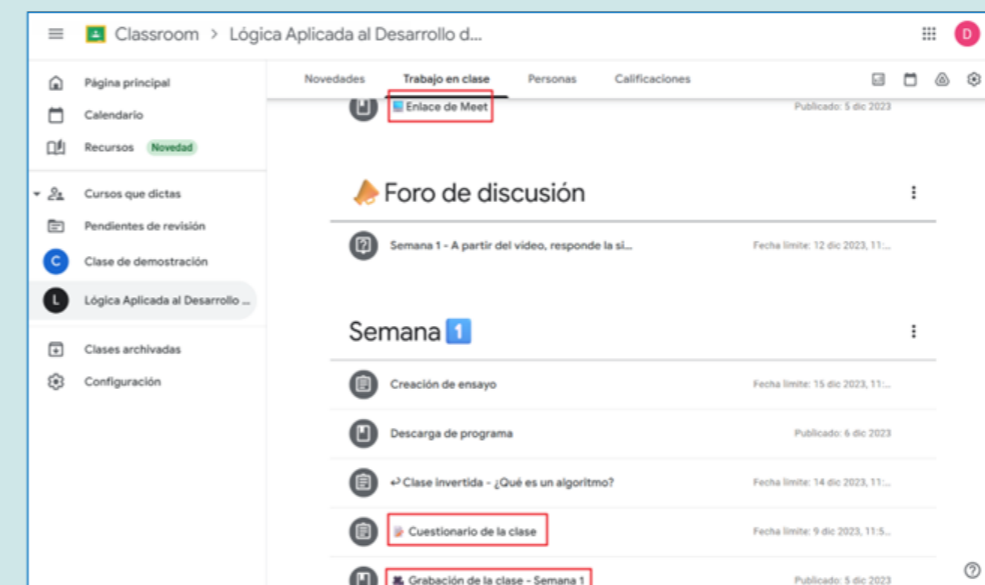 Classroom > Lógica Aplicada al Desarrollo d...
D
Página principal
Calendario
Recursos Novedad
Cursos que dictas
Pendientes de revisión
C Clase de demostración
L Lógica Aplicada al Desarrollo ...
Clases archivadas
Configuración
Novedades Trabajo en clase Personas Calificaciones
Enlace de Meet Publicado: 5 dic 2023
Foro de discusión
Semana 1 - A partir del video, responde la si... Fecha límite: 12 dic 2023, 11:...
Semana 1
Creación de ensayo Fecha límite: 15 dic 2023, 11:...
Descarga de programa Publicado: 6 dic 2023
Clase invertida - ¿Qué es un algoritmo? Fecha límite: 14 dic 2023, 11:...
Cuestionario de la clase Fecha límite: 9 dic 2023, 11:5...
Grabación de la clase - Semana 1 Publicado: 5 dic 2023